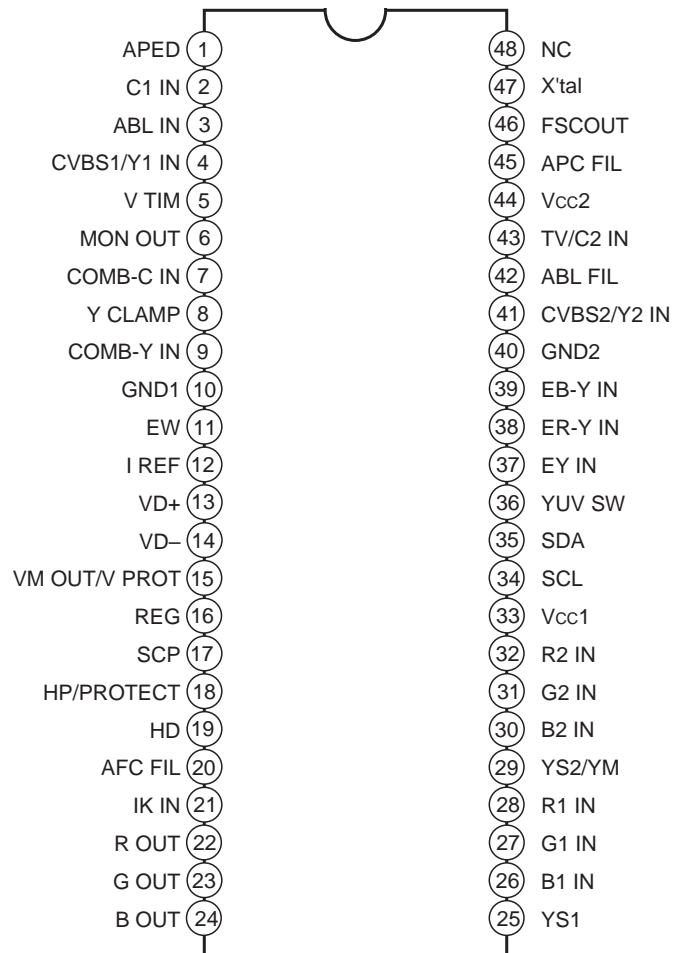 APED 1 48 NC
C1 IN 2 47 X'tal
ABL IN 3 46 FSCOUT
CVBS1/Y1 IN 4 45 APC FIL
V TIM 5 44 Vcc2
MON OUT 6 43 TV/C2 IN
COMB-C IN 7 42 ABL FIL
Y CLAMP 8 41 CVBS2/Y2 IN
COMB-Y IN 9 40 GND2
GND1 10 39 EB-Y IN
EW 11 38 ER-Y IN
I REF 12 37 EY IN
VD+ 13 36 YUV SW
VD– 14 35 SDA
VM OUT/V PROT 15 34 SCL
REG 16 33 Vcc1
SCP 17 32 R2 IN
HP/PROTECT 18 31 G2 IN
HD 19 30 B2 IN
AFC FIL 20 29 YS2/YM
IK IN 21 28 R1 IN
R OUT 22 27 G1 IN
G OUT 23 26 B1 IN
B OUT 24 25 YS1